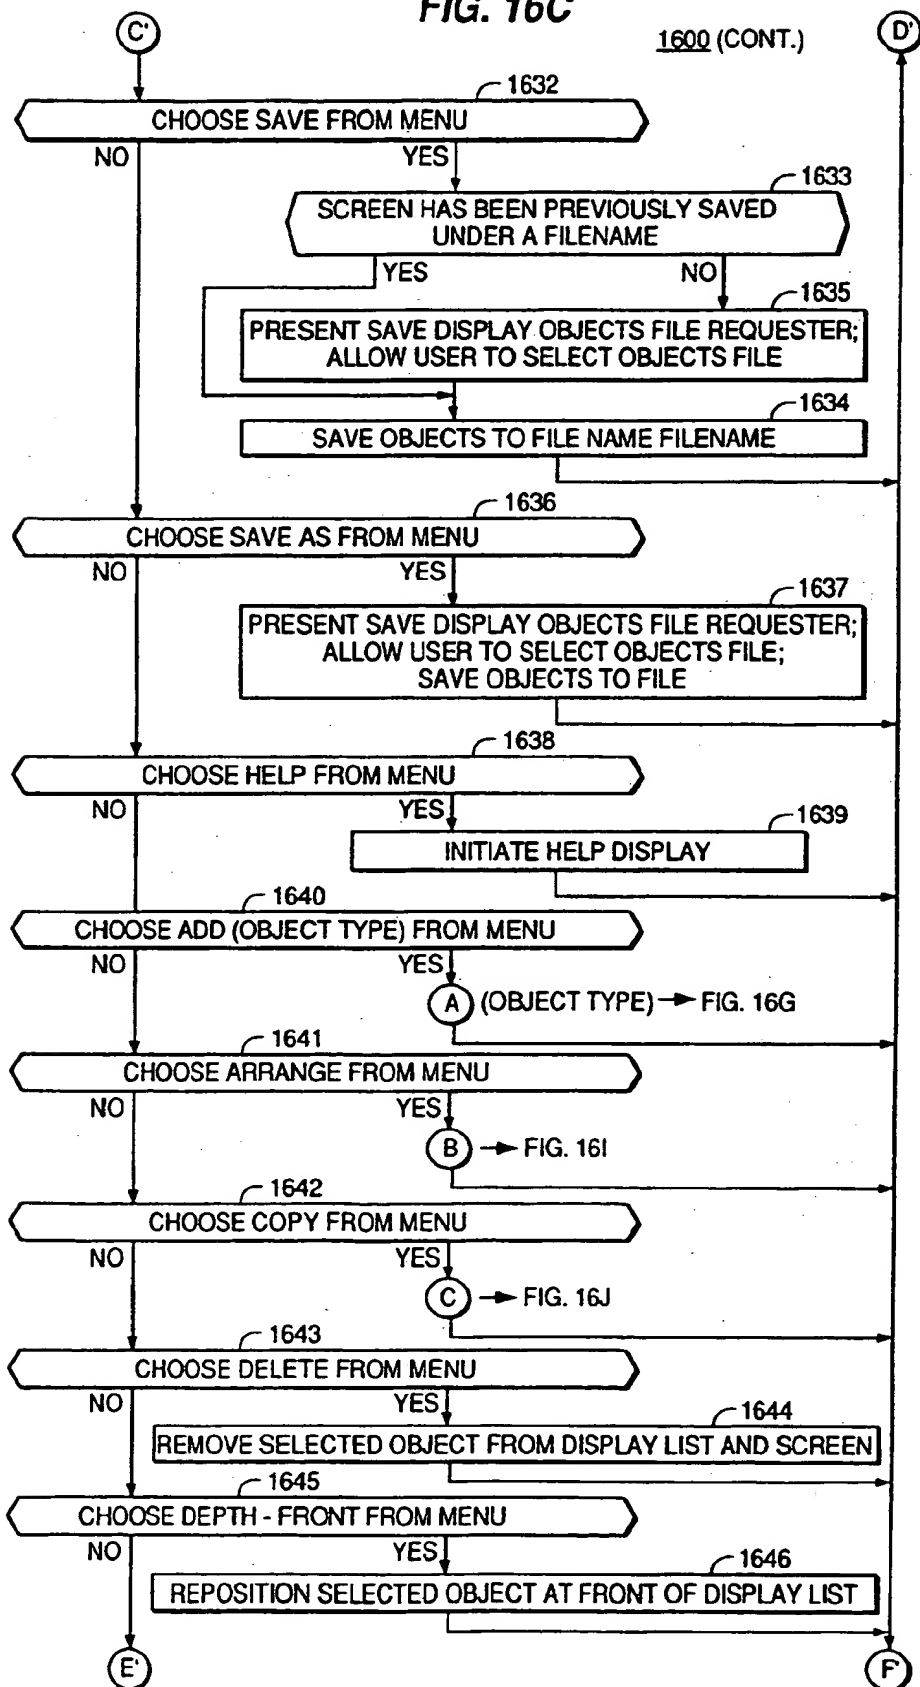 FIG. 16C
C'
1600 (CONT.)
D'
1632
CHOOSE SAVE FROM MENU
NO
YES
1633
SCREEN HAS BEEN PREVIOUSLY SAVED
UNDER A FILENAME
YES
NO
1635
PRESENT SAVE DISPLAY OBJECTS FILE REQUESTER;
ALLOW USER TO SELECT OBJECTS FILE
1634
SAVE OBJECTS TO FILE NAME FILENAME
1636
CHOOSE SAVE AS FROM MENU
NO
YES
1637
PRESENT SAVE DISPLAY OBJECTS FILE REQUESTER;
ALLOW USER TO SELECT OBJECTS FILE;
SAVE OBJECTS TO FILE
1638
CHOOSE HELP FROM MENU
NO
YES
1639
INITIATE HELP DISPLAY
1640
CHOOSE ADD (OBJECT TYPE) FROM MENU
NO
YES
A (OBJECT TYPE) → FIG. 16G
1641
CHOOSE ARRANGE FROM MENU
NO
YES
B → FIG. 16I
1642
CHOOSE COPY FROM MENU
NO
YES
C → FIG. 16J
1643
CHOOSE DELETE FROM MENU
NO
YES
1644
REMOVE SELECTED OBJECT FROM DISPLAY LIST AND SCREEN
1645
CHOOSE DEPTH - FRONT FROM MENU
NO
YES
1646
REPOSITION SELECTED OBJECT AT FRONT OF DISPLAY LIST
E'
F'